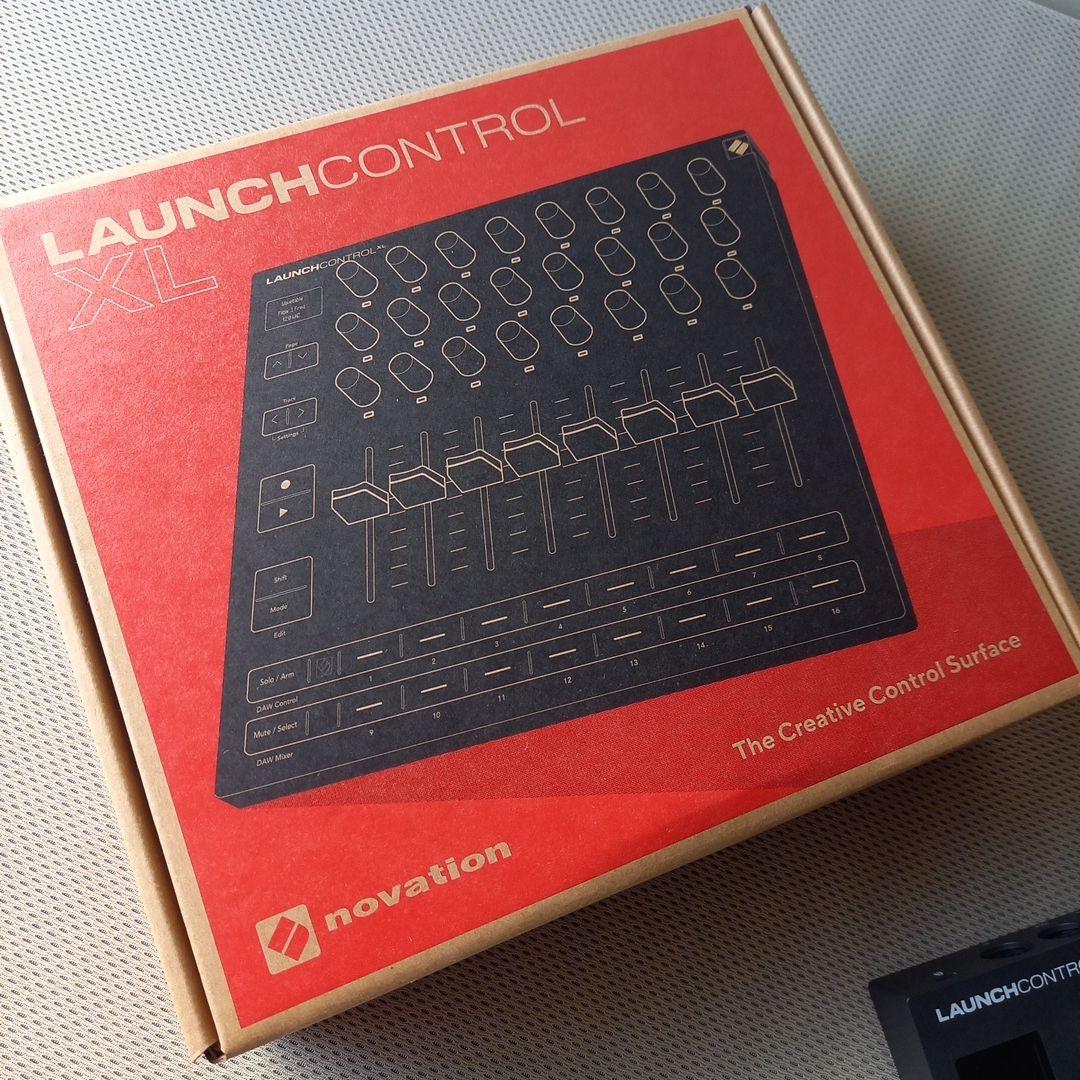 LAUNCHCONTROL
XL
LAUNCHCONTROL XL
Wavetable
Page
Track
Settings
Shift
Mode
Edit
Solo / Arm
1 2 3 4 5 6 7 8
DAW Control
Mute / Select
9 10 11 12 13 14 15 16
DAW Mixer
The Creative Control Surface
novation
LAUNCHCONTRO